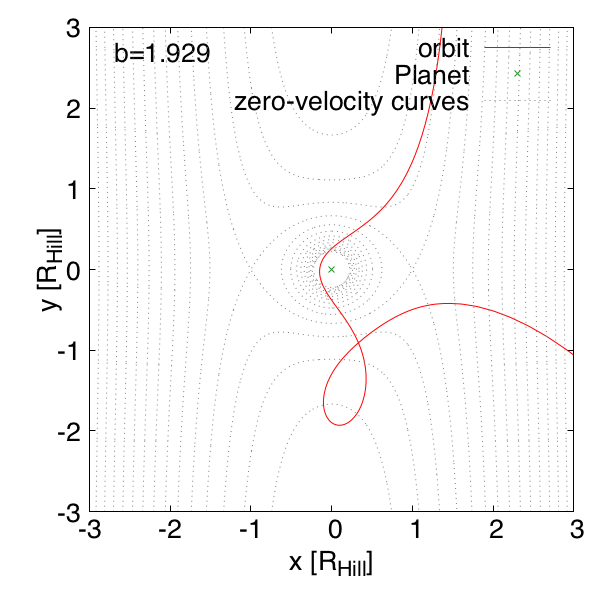 b=1.929
orbit
Planet
zero-velocity curves
3
2
1
0
-1
-2
-3
y [R_Hill]
-3 -2 -1 0 1 2 3
x [R_Hill]